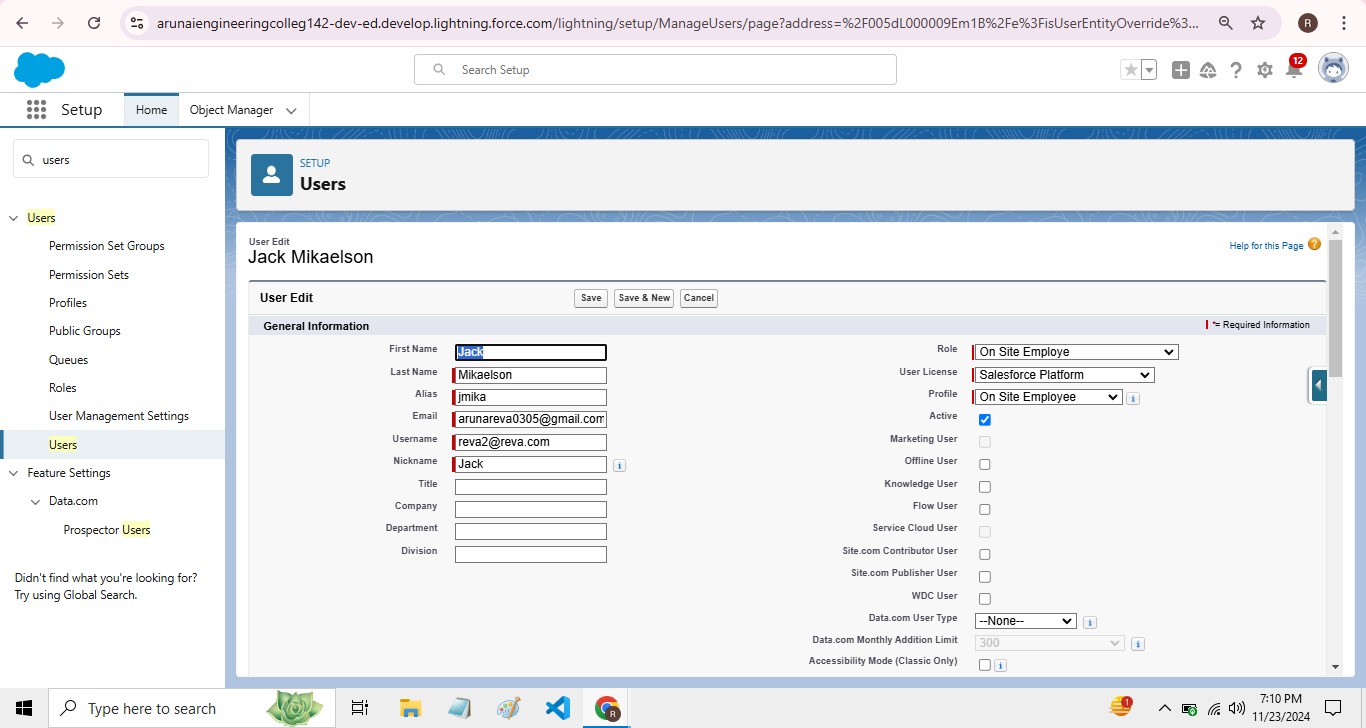 arunaiengineeringcolleg142-dev-ed.develop.lightning.force.com/lightning/setup/ManageUsers/page?address=%2F005dL000009Em1B%2Fe%3FisUserEntityOverride%3...
R
Search Setup
12
Setup
Home
Object Manager
users
SETUP
Users
Users
Permission Set Groups
Permission Sets
Profiles
Public Groups
Queues
Roles
User Management Settings
Users
Feature Settings
Data.com
Prospector Users
Didn't find what you're looking for?
Try using Global Search.
User Edit
Jack Mikaelson
Help for this Page ?
User Edit
Save
Save & New
Cancel
General Information
= Required Information
First Name Jack
Last Name Mikaelson
Alias jmika
Email arunareva0305@gmail.com
Username reva2@reva.com
Nickname Jack i
Title
Company
Department
Division
Role On Site Employe
User License Salesforce Platform
Profile On Site Employee i
Active
Marketing User
Offline User
Knowledge User
Flow User
Service Cloud User
Site.com Contributor User
Site.com Publisher User
WDC User
Data.com User Type --None-- i
Data.com Monthly Addition Limit 300 i
Accessibility Mode (Classic Only) i
Type here to search
R
1
7:10 PM
11/23/2024